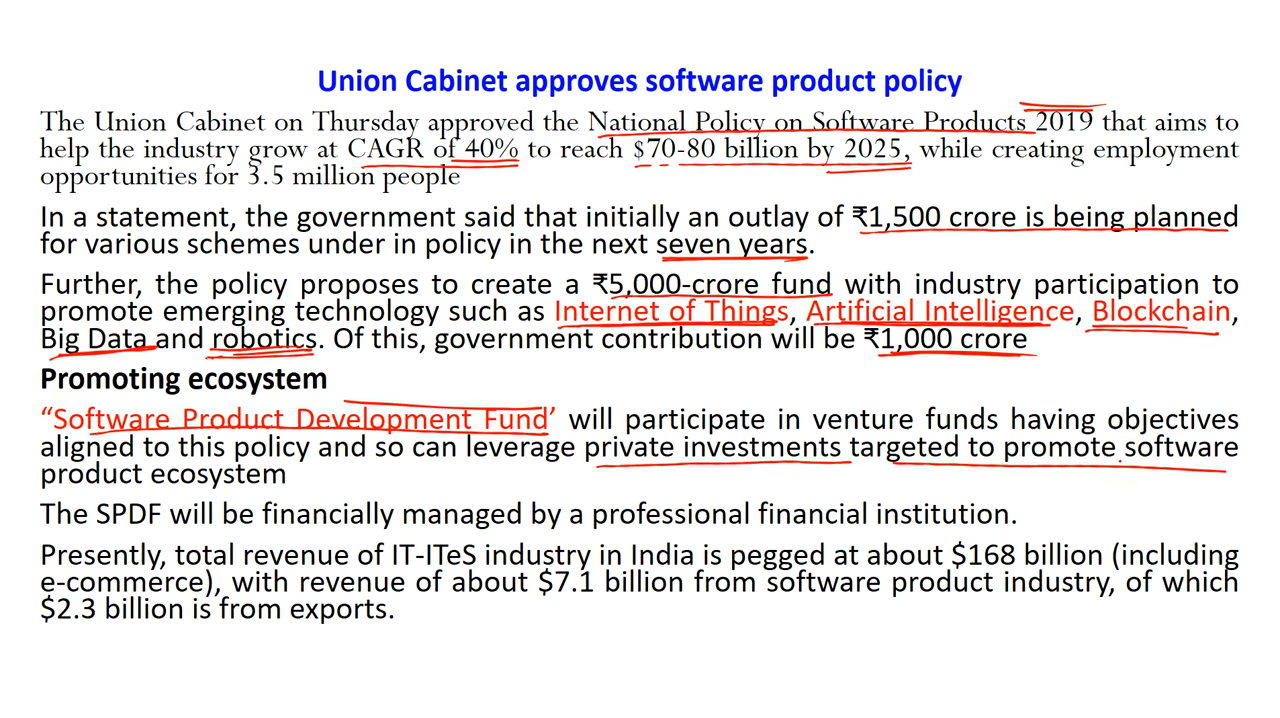 Union Cabinet approves software product policy
The Union Cabinet on Thursday approved the National Policy on Software Products 2019 that aims to
help the industry grow at CAGR of 40% to reach $70-80 billion by 2025, while creating employment
opportunities for 3.5 million people
In a statement, the government said that initially an outlay of ₹1,500 crore is being planned
for various schemes under in policy in the next seven years.
Further, the policy proposes to create a ₹5,000-crore fund with industry participation to
promote emerging technology such as Internet of Things, Artificial Intelligence, Blockchain,
Big Data and robotics. Of this, government contribution will be ₹1,000 crore
Promoting ecosystem
“Software Product Development Fund’ will participate in venture funds having objectives
aligned to this policy and so can leverage private investments targeted to promote software
product ecosystem
The SPDF will be financially managed by a professional financial institution.
Presently, total revenue of IT-ITeS industry in India is pegged at about $168 billion (including
e-commerce), with revenue of about $7.1 billion from software product industry, of which
$2.3 billion is from exports.